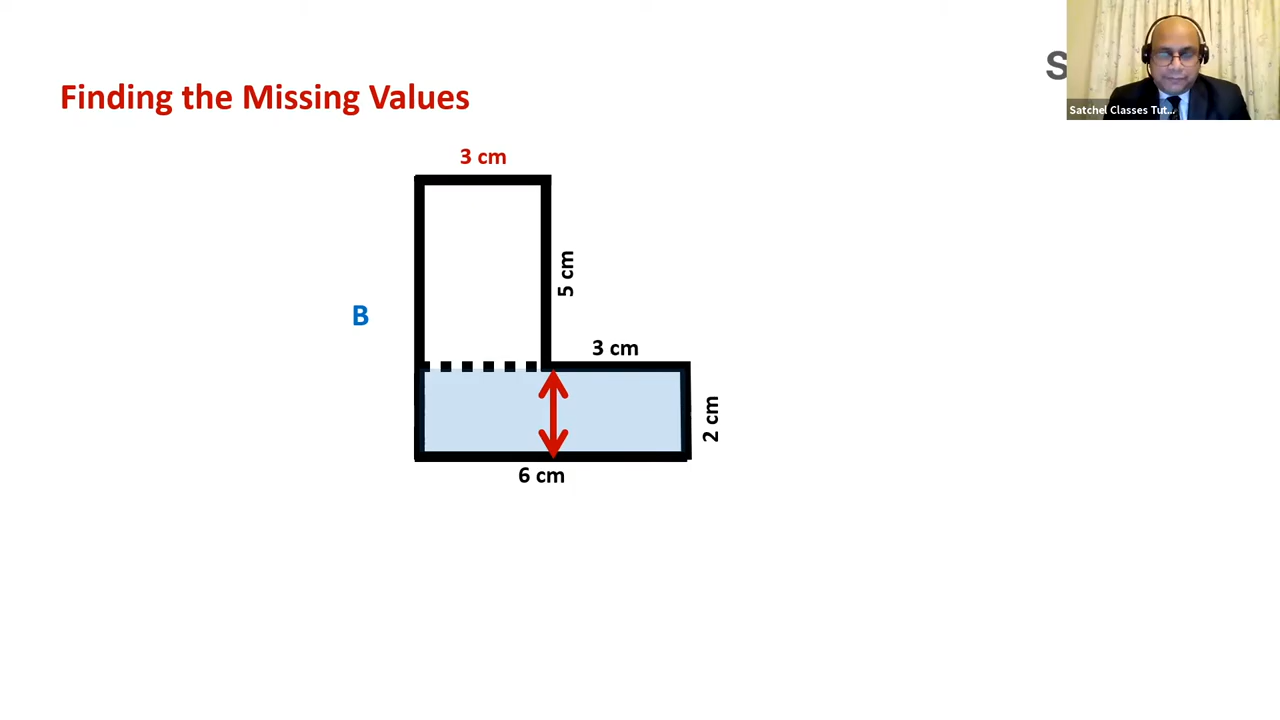 S
Satchel Classes Tut...
Finding the Missing Values
3 cm
5 cm
B
3 cm
2 cm
6 cm